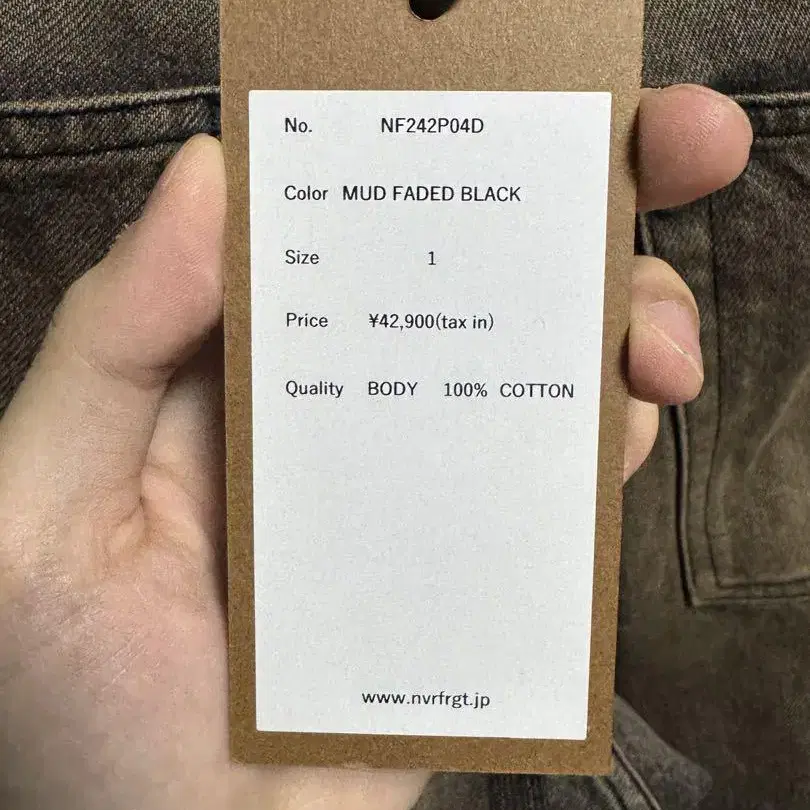 No. NF242P04D
Color MUD FADED BLACK
Size 1
Price ¥42,900(tax in)
Quality BODY 100% COTTON
www.nvrfrgt.jp